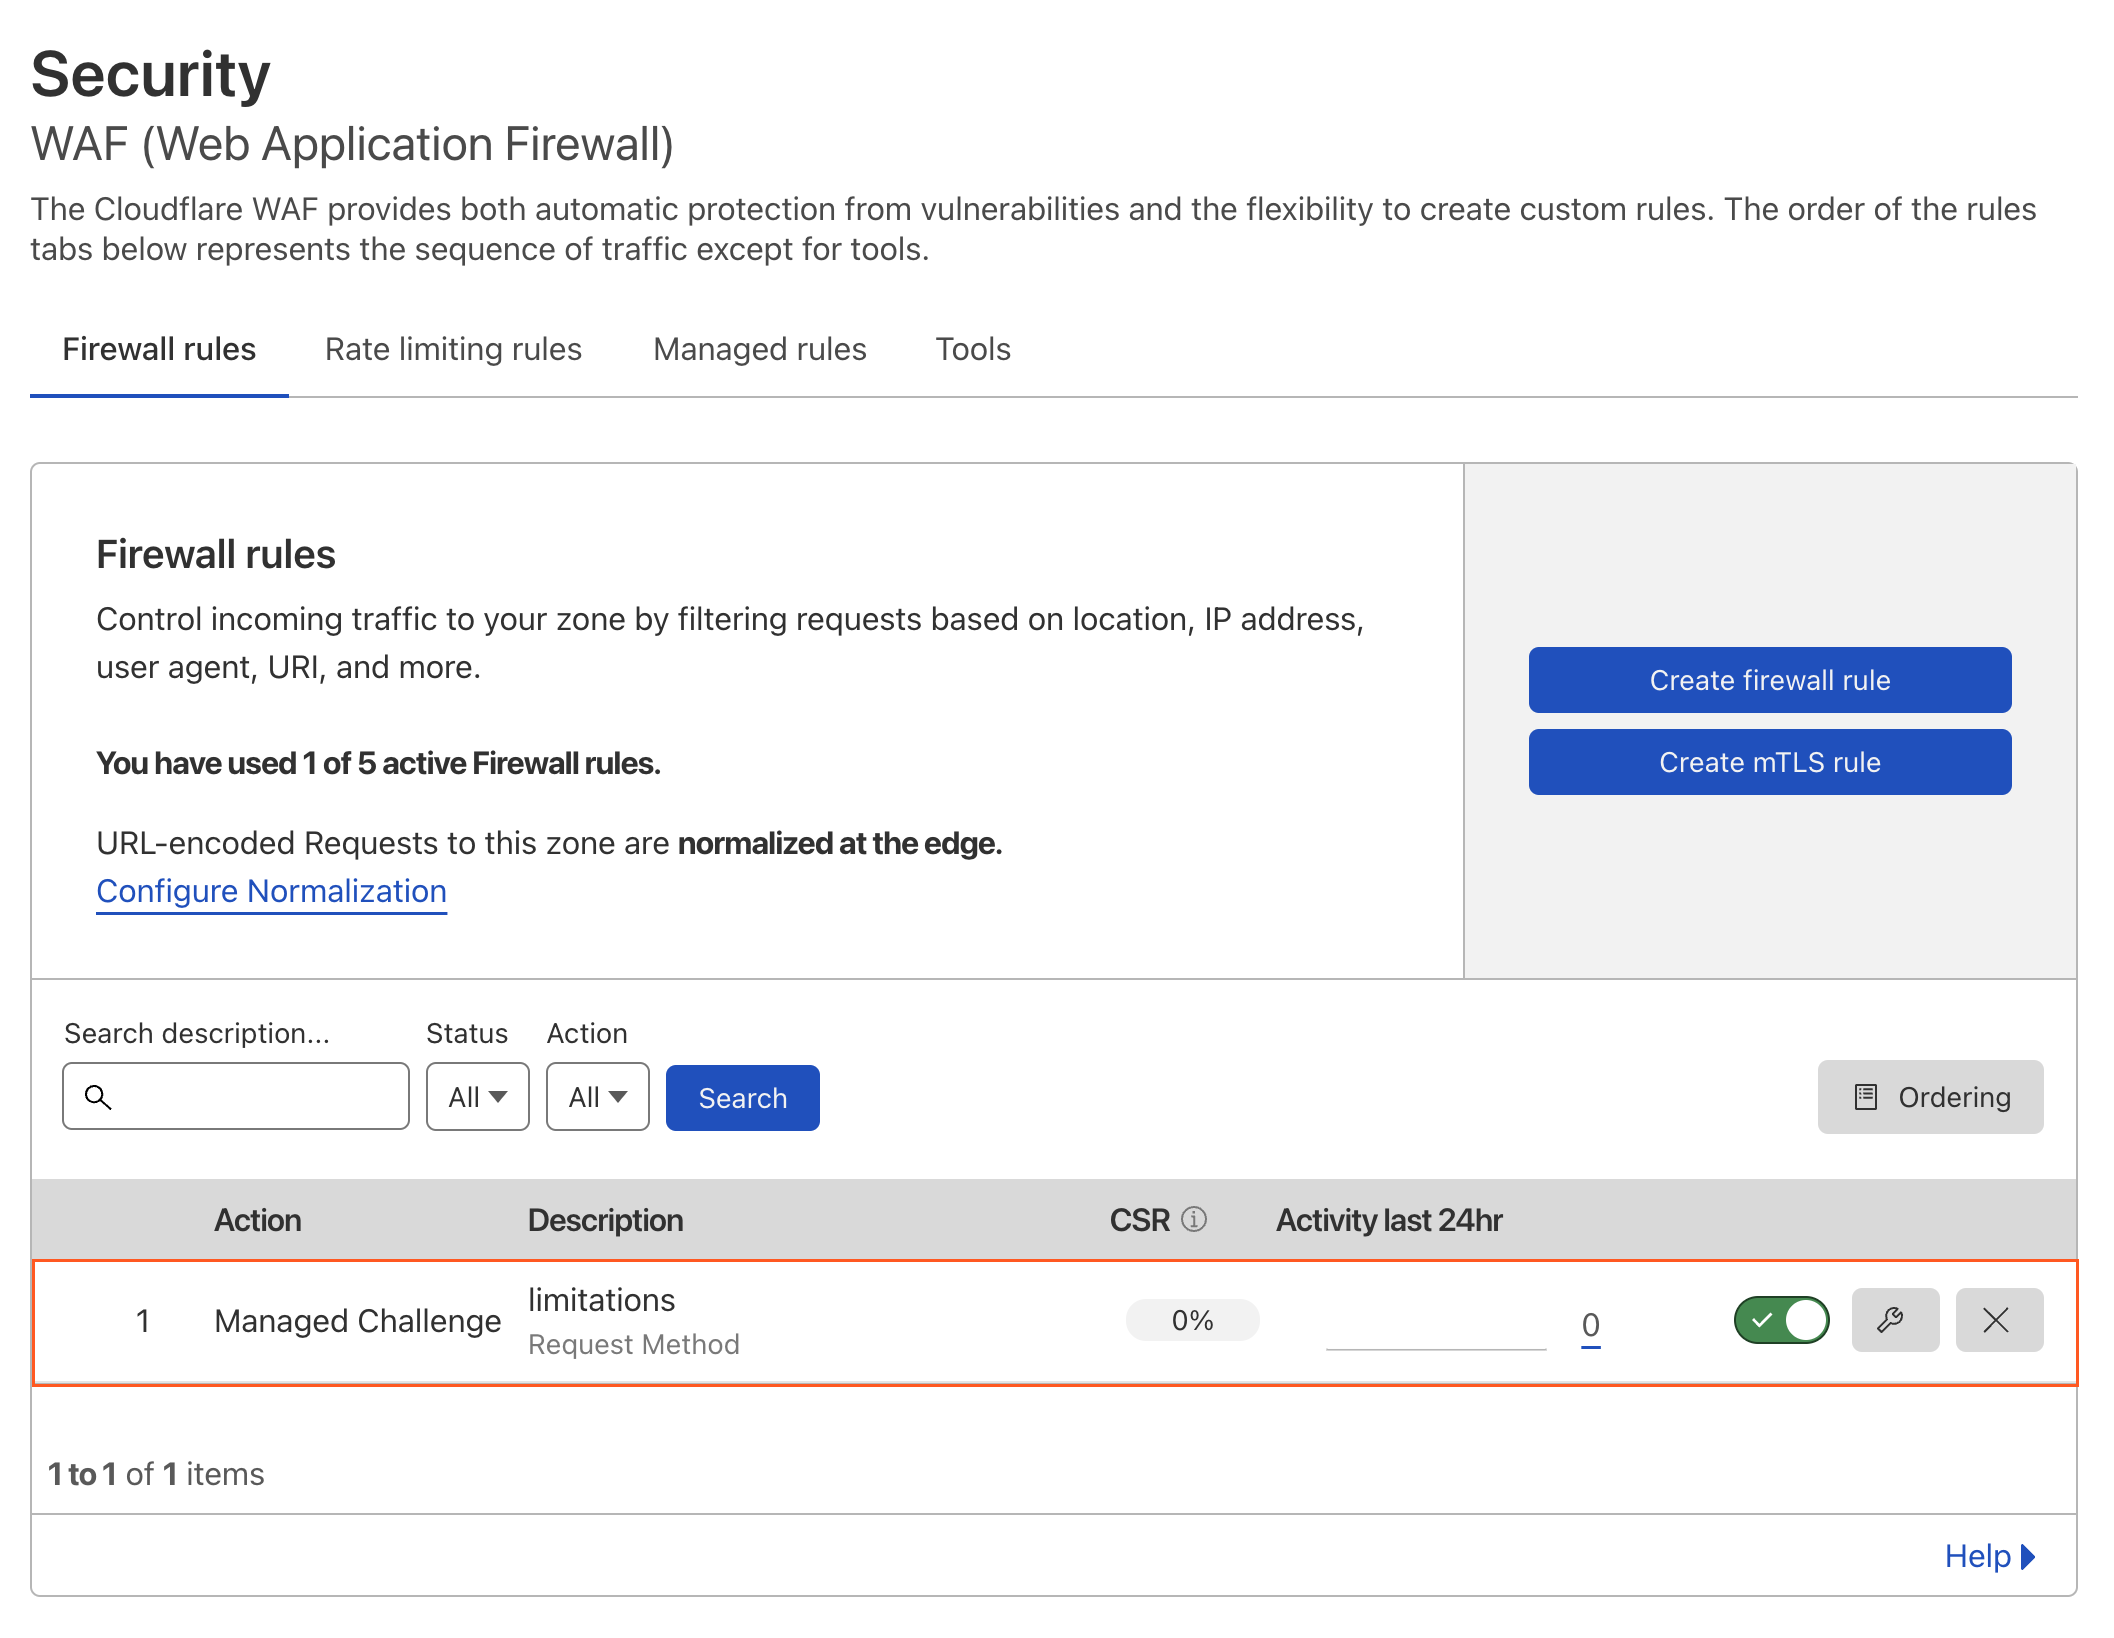 Security
WAF (Web Application Firewall)
The Cloudflare WAF provides both automatic protection from vulnerabilities and the flexibility to create custom rules. The order of the rules
tabs below represents the sequence of traffic except for tools.
Firewall rules
Rate limiting rules
Managed rules
Tools
Firewall rules
Control incoming traffic to your zone by filtering requests based on location, IP address,
user agent, URI, and more.
You have used 1 of 5 active Firewall rules.
URL-encoded Requests to this zone are normalized at the edge.
Configure Normalization
Create firewall rule
Create mTLS rule
Search description...
Status
Action
All
All
Search
Ordering
Action
Description
CSR
Activity last 24hr
1
Managed Challenge
limitations
Request Method
0%
0
1 to 1 of 1 items
Help